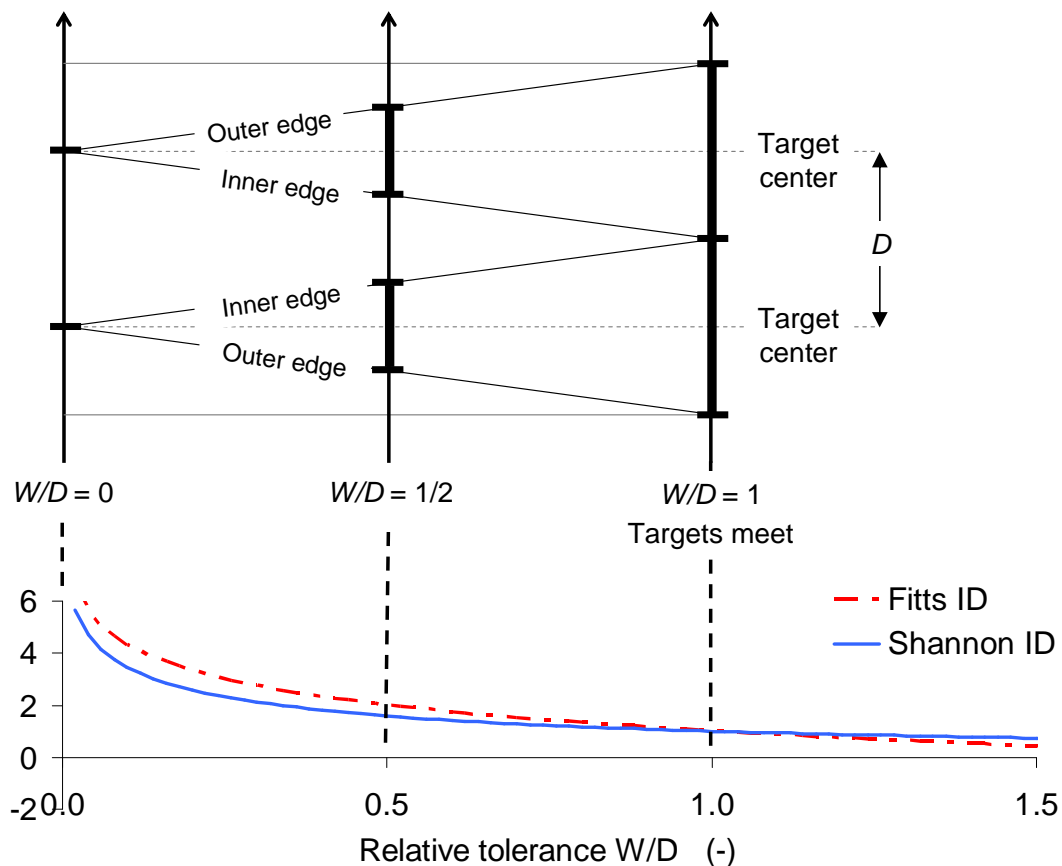 Outer edge
Inner edge
Target
center
D
Inner edge
Outer edge
Target
center
W/D = 0
W/D = 1/2
W/D = 1
Targets meet
6
4
2
0
-2
Fitts ID
Shannon ID
0.0
0.5
1.0
1.5
Relative tolerance W/D (-)